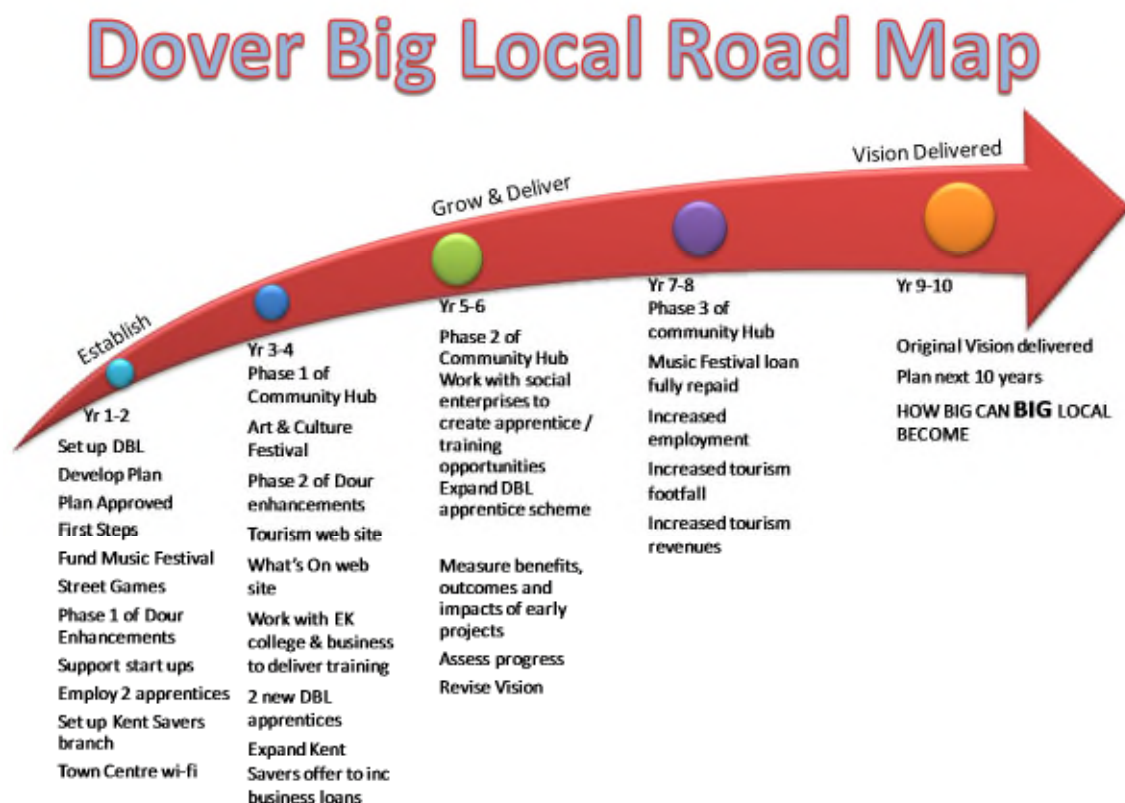 Dover Big Local Road Map
Establish
Grow & Deliver
Vision Delivered
Yr 1-2
Set up DBL
Develop Plan
Plan Approved
First Steps
Fund Music Festival
Street Games
Phase 1 of Dour
Enhancements
Support start ups
Employ 2 apprentices
Set up Kent Savers
branch
Town Centre wi-fi
Yr 3-4
Phase 1 of
Community Hub
Art & Culture
Festival
Phase 2 of Dour
enhancements
Tourism web site
What's On web
site
Work with EK
college & business
to deliver training
2 new DBL
apprentices
Expand Kent
Savers offer to inc
business loans
Yr 5-6
Phase 2 of
Community Hub
Work with social
enterprises to
create apprentice /
training
opportunities
Expand DBL
apprentice scheme
Measure benefits,
outcomes and
impacts of early
projects
Assess progress
Revise Vision
Yr 7-8
Phase 3 of
community Hub
Music Festival loan
fully repaid
Increased
employment
Increased tourism
footfall
Increased tourism
revenues
Yr 9-10
Original Vision delivered
Plan next 10 years
HOW BIG CAN BIG LOCAL
BECOME